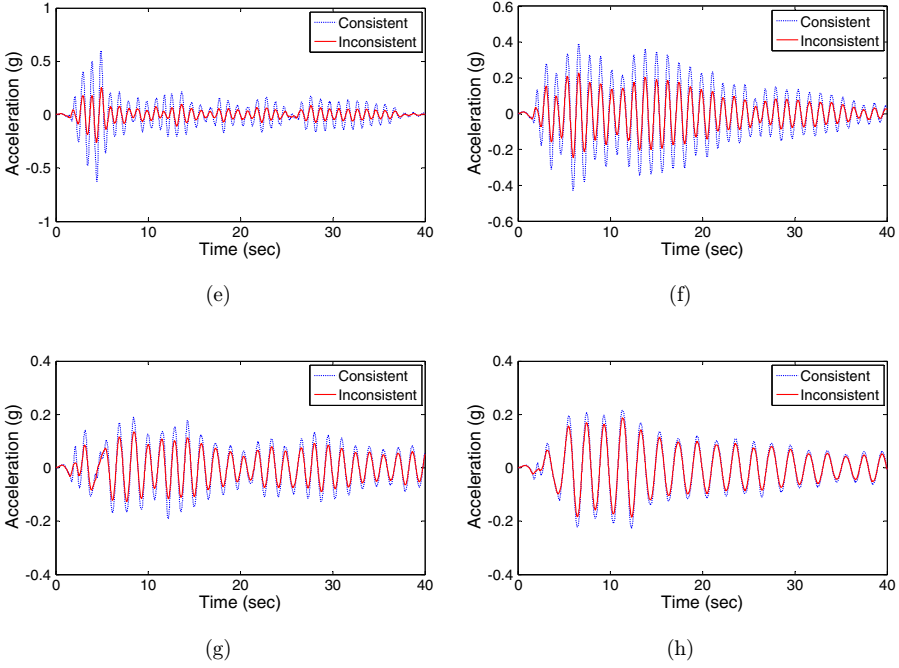 1
0.5
0
-0.5
-1
Acceleration (g)
0 10 20 30 40
Time (sec)
Consistent
Inconsistent
(e)
0.6
0.4
0.2
0
-0.2
-0.4
-0.6
Acceleration (g)
0 10 20 30 40
Time (sec)
Consistent
Inconsistent
(f)
0.4
0.2
0
-0.2
-0.4
Acceleration (g)
0 10 20 30 40
Time (sec)
Consistent
Inconsistent
(g)
0.4
0.2
0
-0.2
-0.4
Acceleration (g)
0 10 20 30 40
Time (sec)
Consistent
Inconsistent
(h)